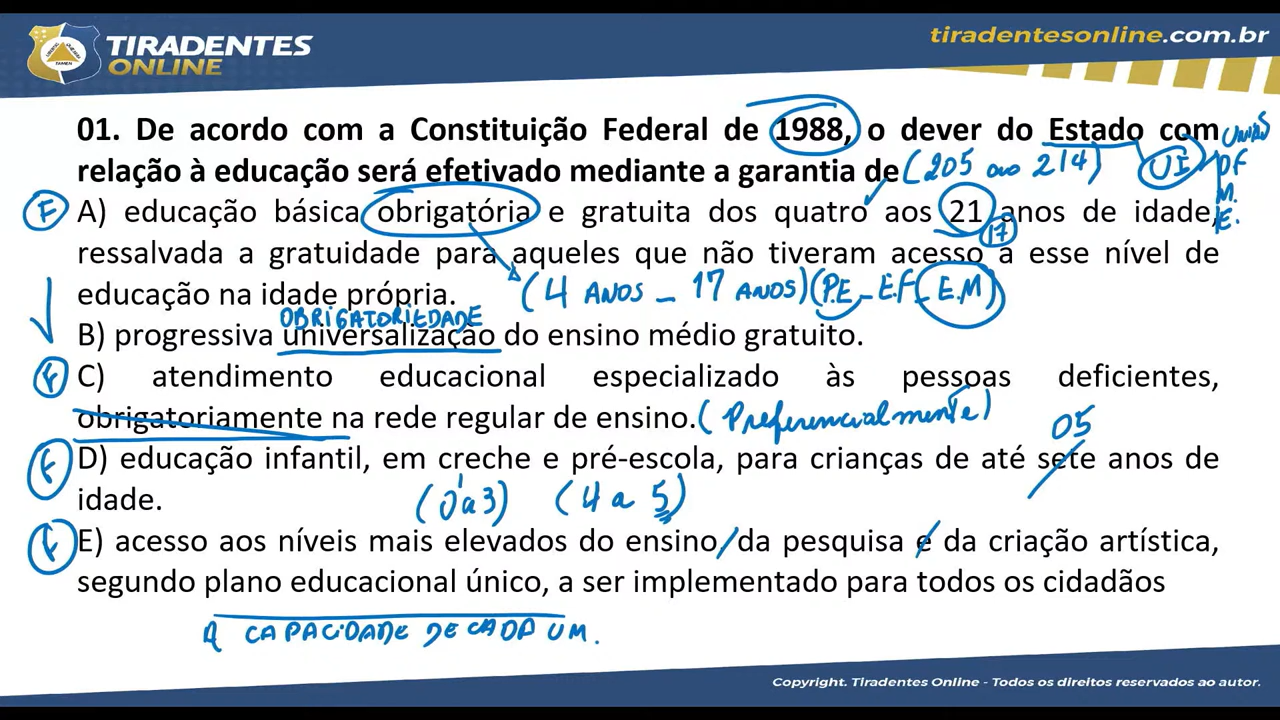 TIRADENTES
ONLINE
tiradentesonline.com.br
01. De acordo com a Constituição Federal de 1988, o dever do Estado com
UNIÃO
relação à educação será efetivado mediante a garantia de (205 ao 214)
UI
DF
M.
E.
F A) educação básica obrigatória e gratuita dos quatro aos 21 anos de idade,
17
ressalvada a gratuidade para aqueles que não tiveram acesso a esse nível de
educação na idade própria. (4 ANOS _ 17 ANOS) (P.E _ E.F _ E.M)
OBRIGATORIEDADE
B) progressiva universalização do ensino médio gratuito.
F C) atendimento educacional especializado às pessoas deficientes,
obrigatoriamente na rede regular de ensino. (Preferencialmente)
05
F D) educação infantil, em creche e pré-escola, para crianças de até sete anos de
idade. (0 a 3) (4 a 5)
F E) acesso aos níveis mais elevados do ensino, da pesquisa e da criação artística,
segundo plano educacional único, a ser implementado para todos os cidadãos
A CAPACIDADE DE CADA UM.
Copyright. Tiradentes Online - Todos os direitos reservados ao autor.